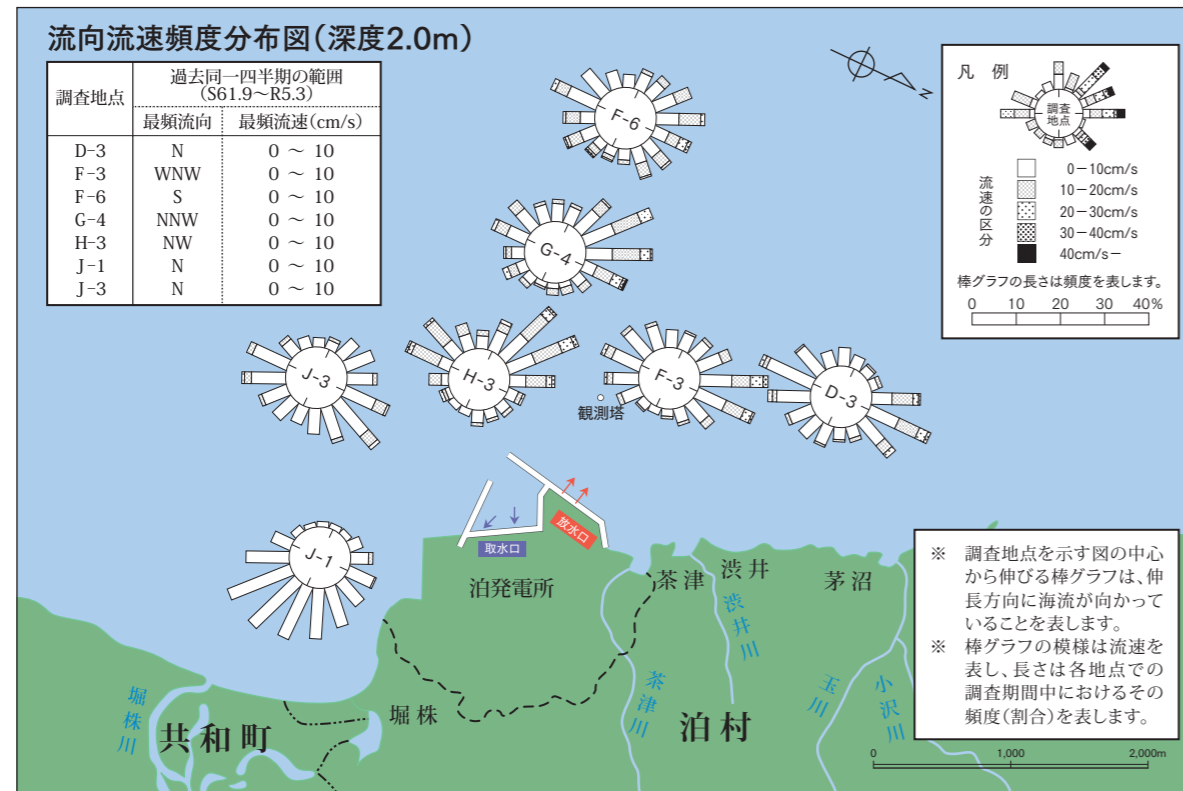 流向流速頻度分布図(深度2.0m)
調査地点 過去同一四半期の範囲
(S61.9～R5.3)
最頻流向 最頻流速(cm/s)
D-3 N 0 ～ 10
F-3 WNW 0 ～ 10
F-6 S 0 ～ 10
G-4 NNW 0 ～ 10
H-3 NW 0 ～ 10
J-1 N 0 ～ 10
J-3 N 0 ～ 10
N
凡 例
調査
地点
流速の区分
0－10cm/s
10－20cm/s
20－30cm/s
30－40cm/s
40cm/s－
棒グラフの長さは頻度を表します。
0 10 20 30 40%
F-6
G-4
J-3
H-3
F-3
D-3
観測塔
J-1
取水口
放水口
泊発電所
茶津
渋井
茅沼
渋井川
茶津川
玉川
小沢川
堀株川
堀株
共和町
泊村
※ 調査地点を示す図の中心
から伸びる棒グラフは、伸
長方向に海流が向かって
いることを表します。
※ 棒グラフの模様は流速を
表し、長さは各地点での
調査期間中におけるその
頻度(割合)を表します。
0 1,000 2,000m